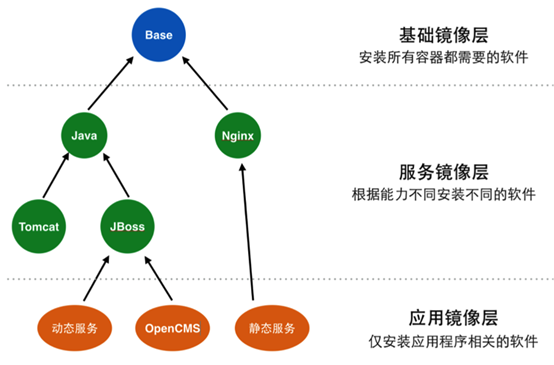 Base
基础镜像层
安装所有容器都需要的软件
Java
Nginx
服务镜像层
根据能力不同安装不同的软件
Tomcat
JBoss
应用镜像层
仅安装应用程序相关的软件
动态服务
OpenCMS
静态服务